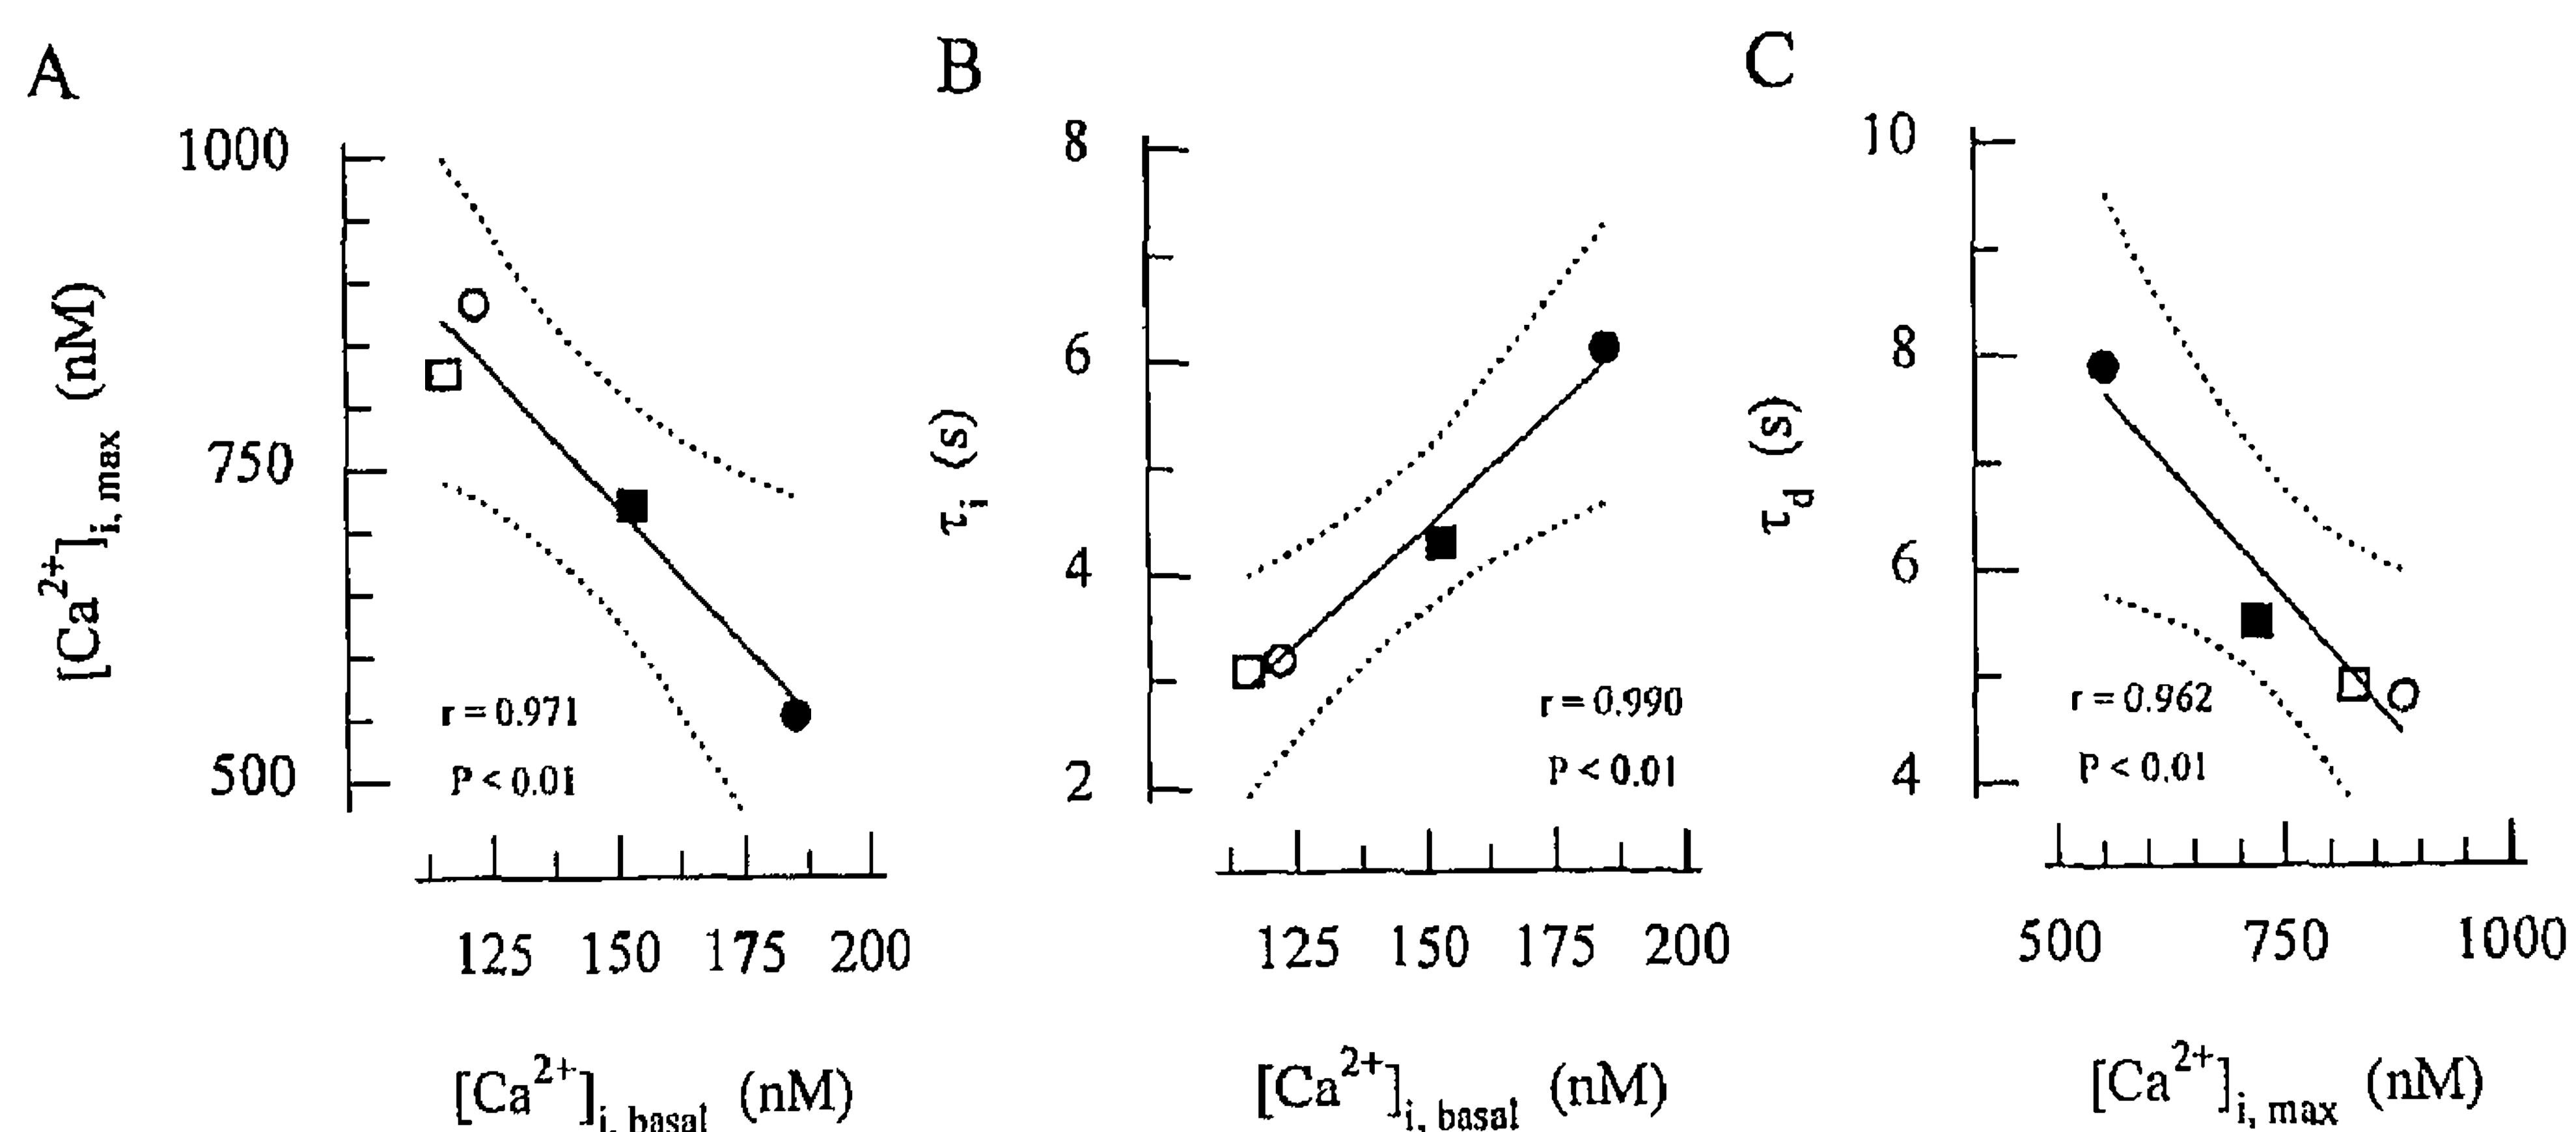 A
B
C
1000
750
500
[Ca2+]i, max (nM)
r = 0.971
P < 0.01
125 150 175 200
[Ca2+]i, basal (nM)
8
6
4
2
τi (s)
r = 0.990
P < 0.01
125 150 175 200
[Ca2+]i, basal (nM)
10
8
6
4
τd (s)
r = 0.962
P < 0.01
500 750 1000
[Ca2+]i, max (nM)